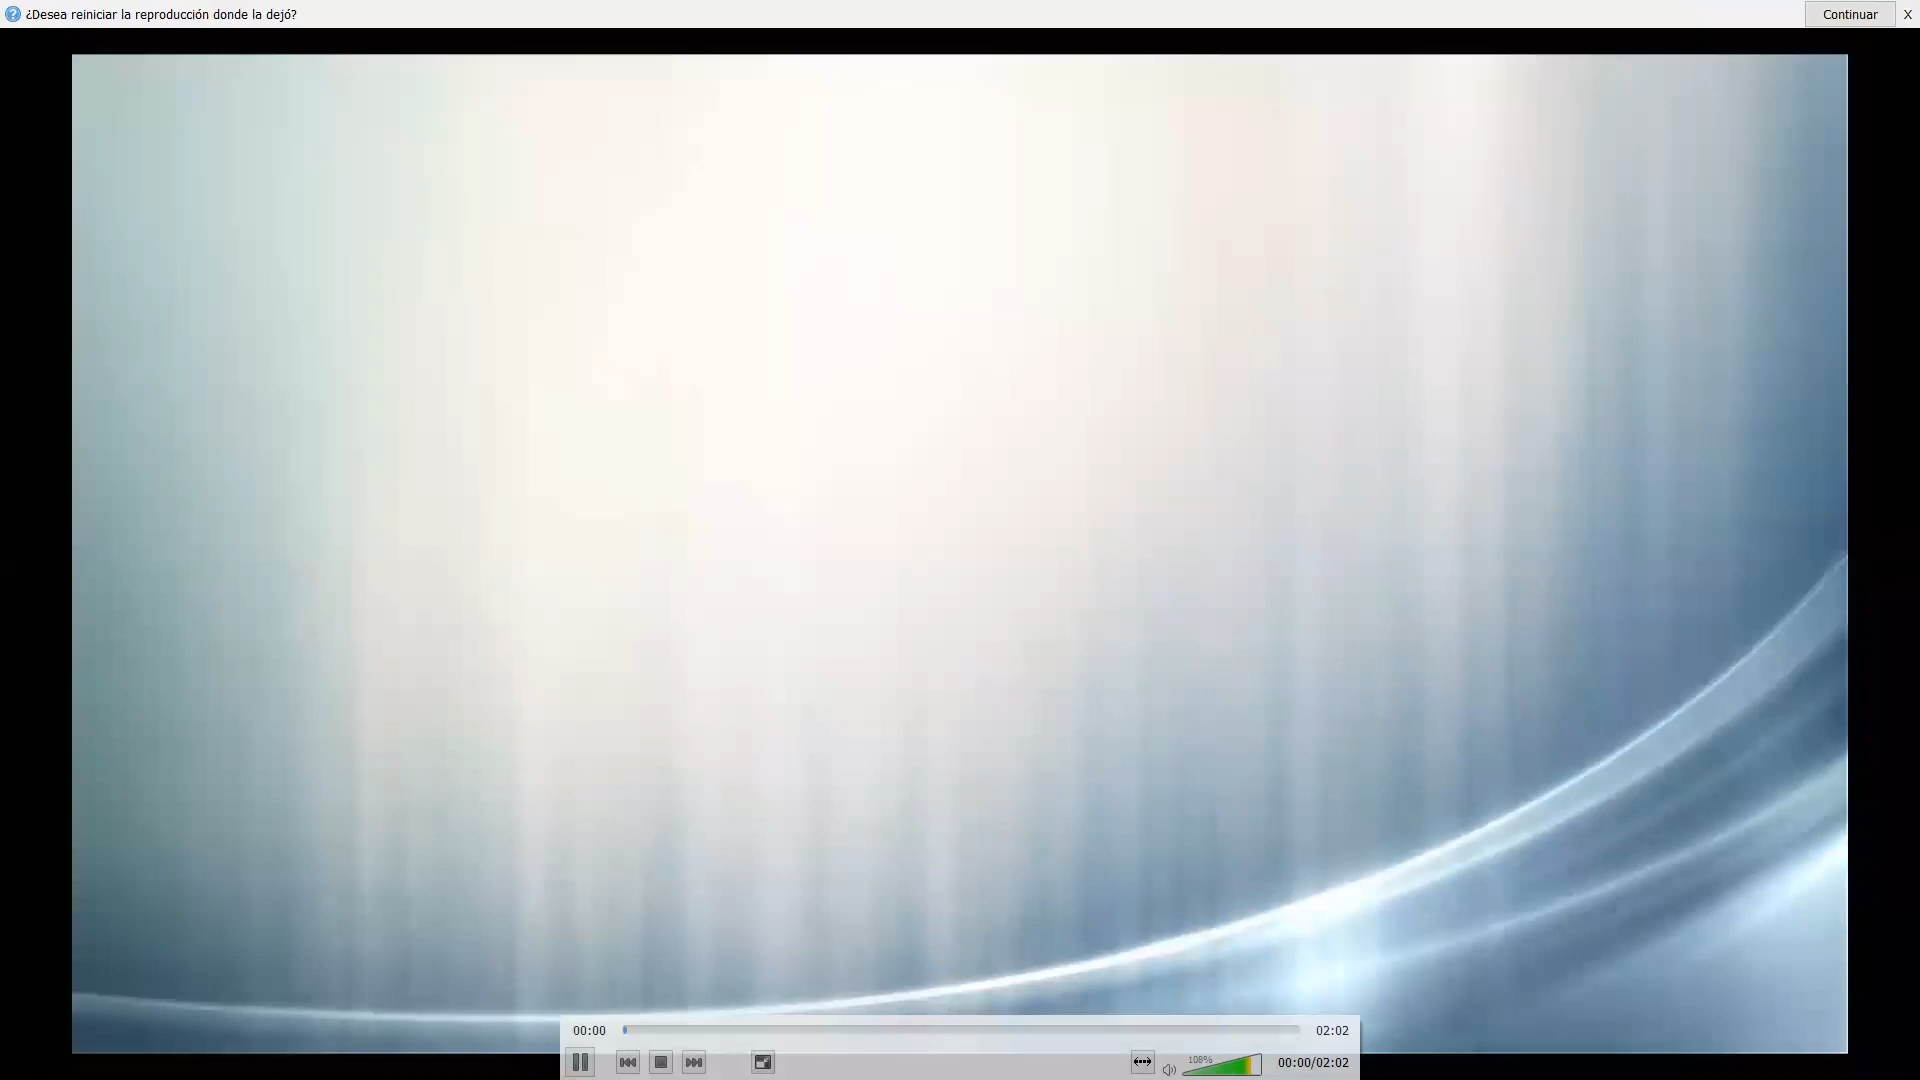 ¿Desea reiniciar la reproducción donde la dejó?
Continuar X
00:00 02:02
108%
00:00/02:02